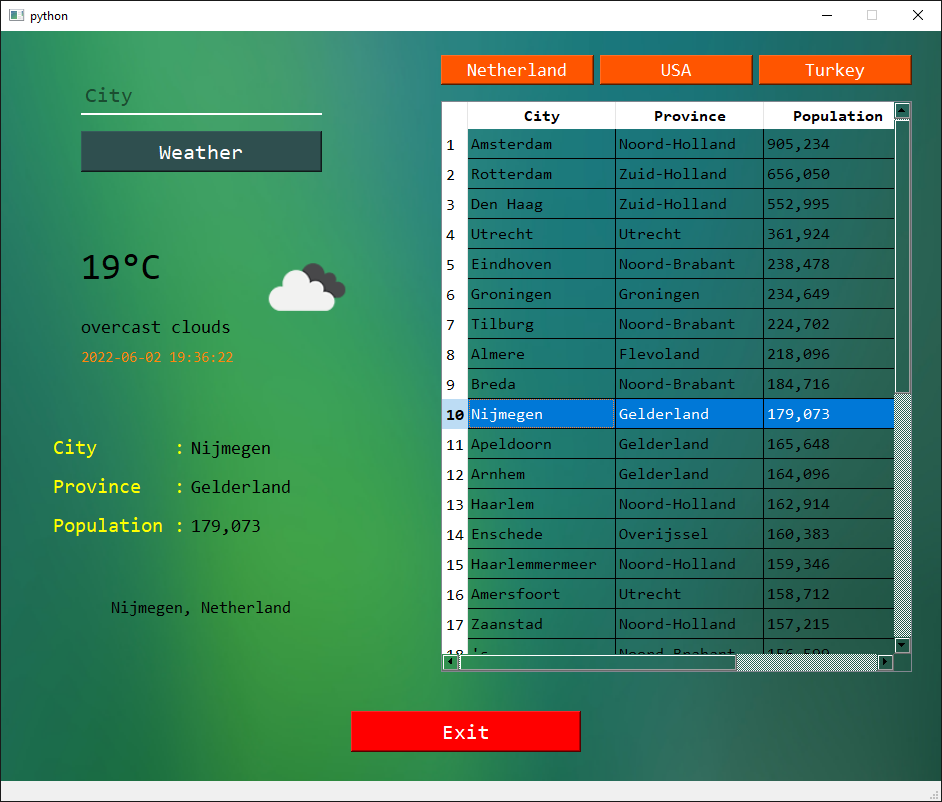 python
City
Weather
19°C
overcast clouds
2022-06-02 19:36:22
City : Nijmegen
Province : Gelderland
Population : 179,073
Nijmegen, Netherland
Netherland USA Turkey
City Province Population
1 Amsterdam Noord-Holland 905,234
2 Rotterdam Zuid-Holland 656,050
3 Den Haag Zuid-Holland 552,995
4 Utrecht Utrecht 361,924
5 Eindhoven Noord-Brabant 238,478
6 Groningen Groningen 234,649
7 Tilburg Noord-Brabant 224,702
8 Almere Flevoland 218,096
9 Breda Noord-Brabant 184,716
10 Nijmegen Gelderland 179,073
11 Apeldoorn Gelderland 165,648
12 Arnhem Gelderland 164,096
13 Haarlem Noord-Holland 162,914
14 Enschede Overijssel 160,383
15 Haarlemmermeer Noord-Holland 159,346
16 Amersfoort Utrecht 158,712
17 Zaanstad Noord-Holland 157,215
18 's Noord-Brabant
Exit